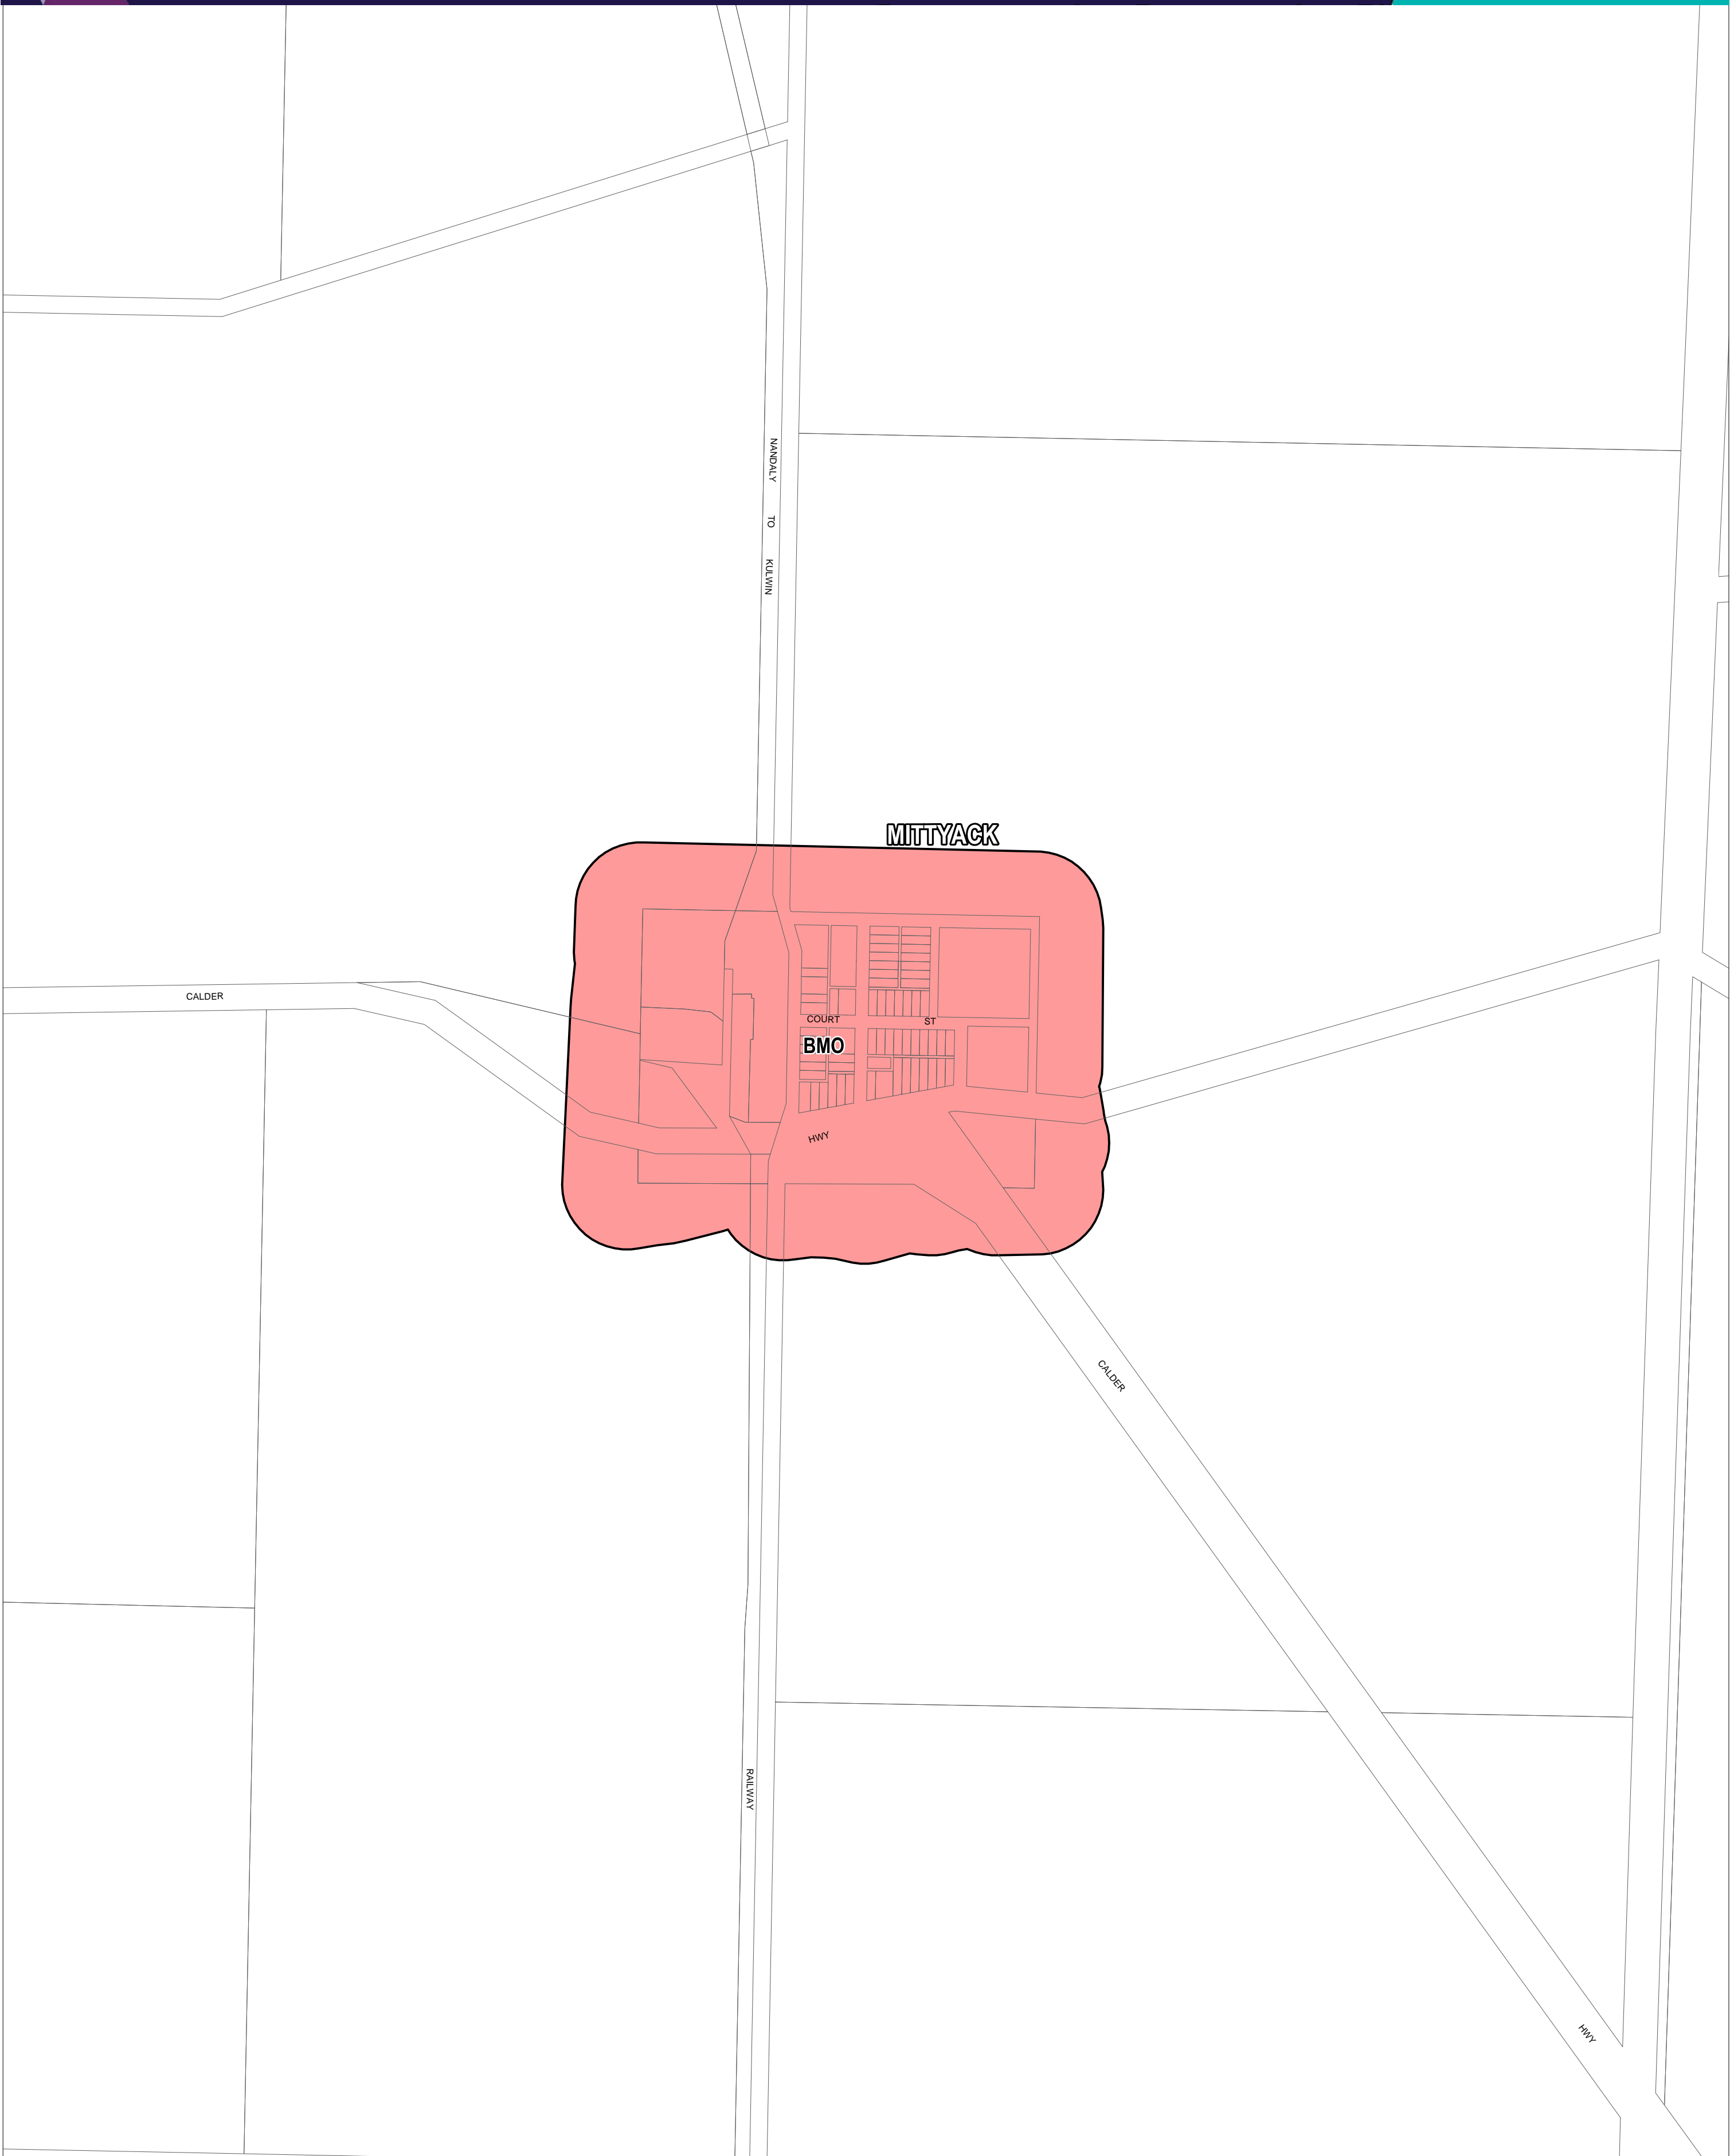 NANDALY TO KULWIN
MITTYACK
CALDER
COURT ST
BMO
HWY
CALDER
RAILWAY
HWY